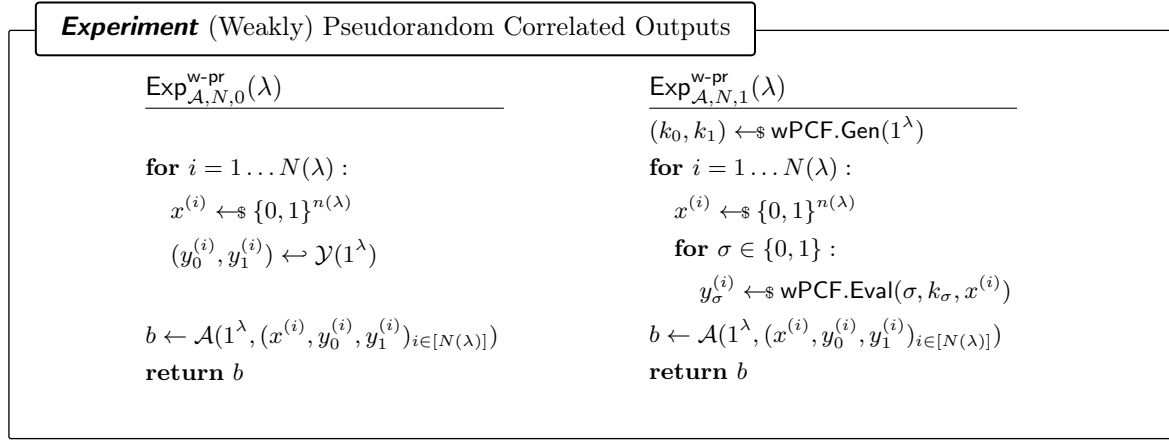 Experiment (Weakly) Pseudorandom Correlated Outputs
Exp^{w-pr}_{𝒜,N,0}(λ)
for i = 1 … N(λ) :
x^{(i)} ↞$ {0, 1}^{n(λ)}
(y_0^{(i)}, y_1^{(i)}) ↩ 𝒴(1^λ)
b ← 𝒜(1^λ, (x^{(i)}, y_0^{(i)}, y_1^{(i)})_{i∈[N(λ)]})
return b
Exp^{w-pr}_{𝒜,N,1}(λ)
(k_0, k_1) ↞$ wPCF.Gen(1^λ)
for i = 1 … N(λ) :
x^{(i)} ↞$ {0, 1}^{n(λ)}
for σ ∈ {0, 1} :
y_σ^{(i)} ↞$ wPCF.Eval(σ, k_σ, x^{(i)})
b ← 𝒜(1^λ, (x^{(i)}, y_0^{(i)}, y_1^{(i)})_{i∈[N(λ)]})
return b